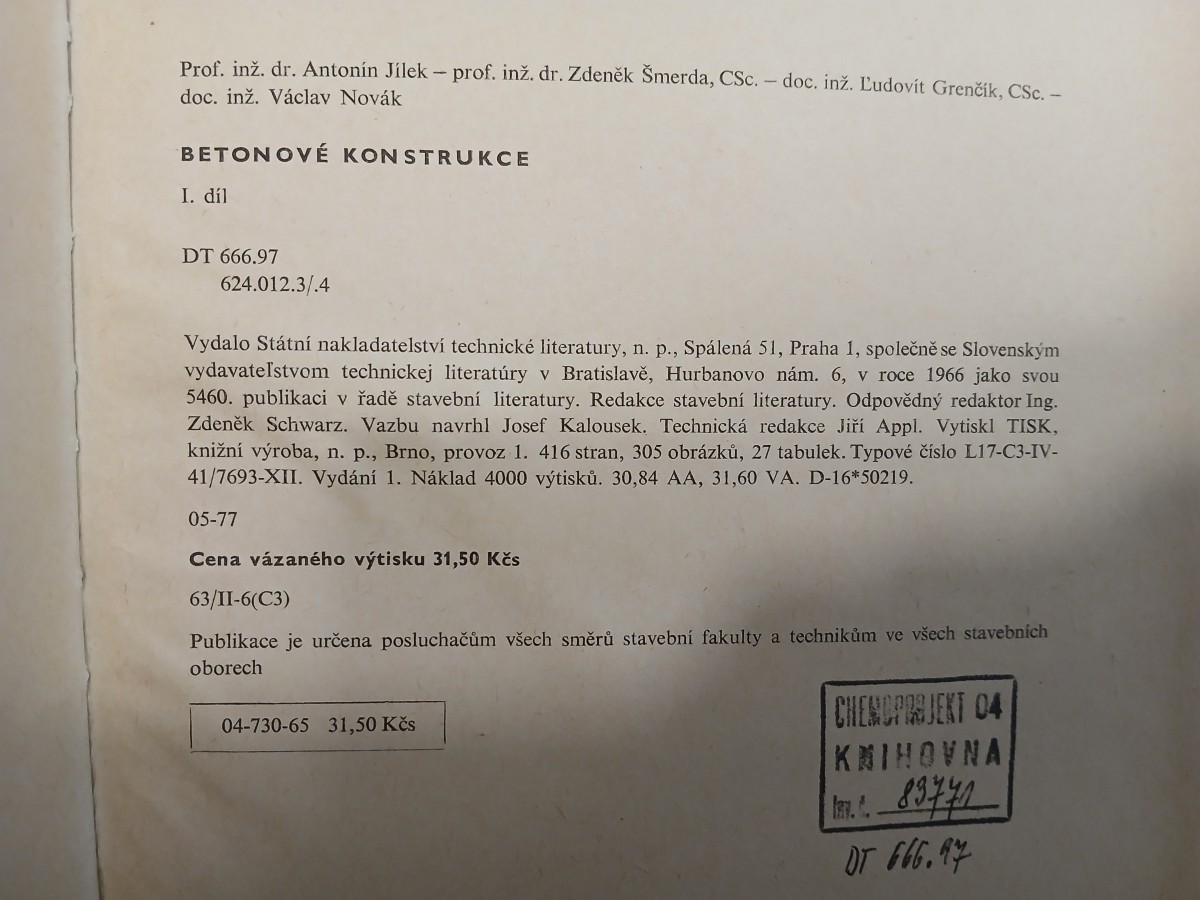 Prof. inž. dr. Antonín Jílek – prof. inž. dr. Zdeněk Šmerda, CSc. – doc. inž. Ľudovít Grenčík, CSc. –
doc. inž. Václav Novák
BETONOVÉ KONSTRUKCE
I. díl
DT 666.97
624.012.3/.4
Vydalo Státní nakladatelství technické literatury, n. p., Spálená 51, Praha 1, společně se Slovenským
vydavateľstvom technickej literatúry v Bratislavě, Hurbanovo nám. 6, v roce 1966 jako svou
5460. publikaci v řadě stavební literatury. Redakce stavební literatury. Odpovědný redaktor Ing.
Zdeněk Schwarz. Vazbu navrhl Josef Kalousek. Technická redakce Jiří Appl. Vytiskl TISK,
knižní výroba, n. p., Brno, provoz 1. 416 stran, 305 obrázků, 27 tabulek. Typové číslo L17-C3-IV-
41/7693-XII. Vydání 1. Náklad 4000 výtisků. 30,84 AA, 31,60 VA. D-16*50219.
05-77
Cena vázaného výtisku 31,50 Kčs
63/II-6(C3)
Publikace je určena posluchačům všech směrů stavební fakulty a technikům ve všech stavebních
oborech
04-730-65 31,50 Kčs
CHEMOPROJEKT 04
KNIHOVNA
Inv. č. 83771
DT 666.97